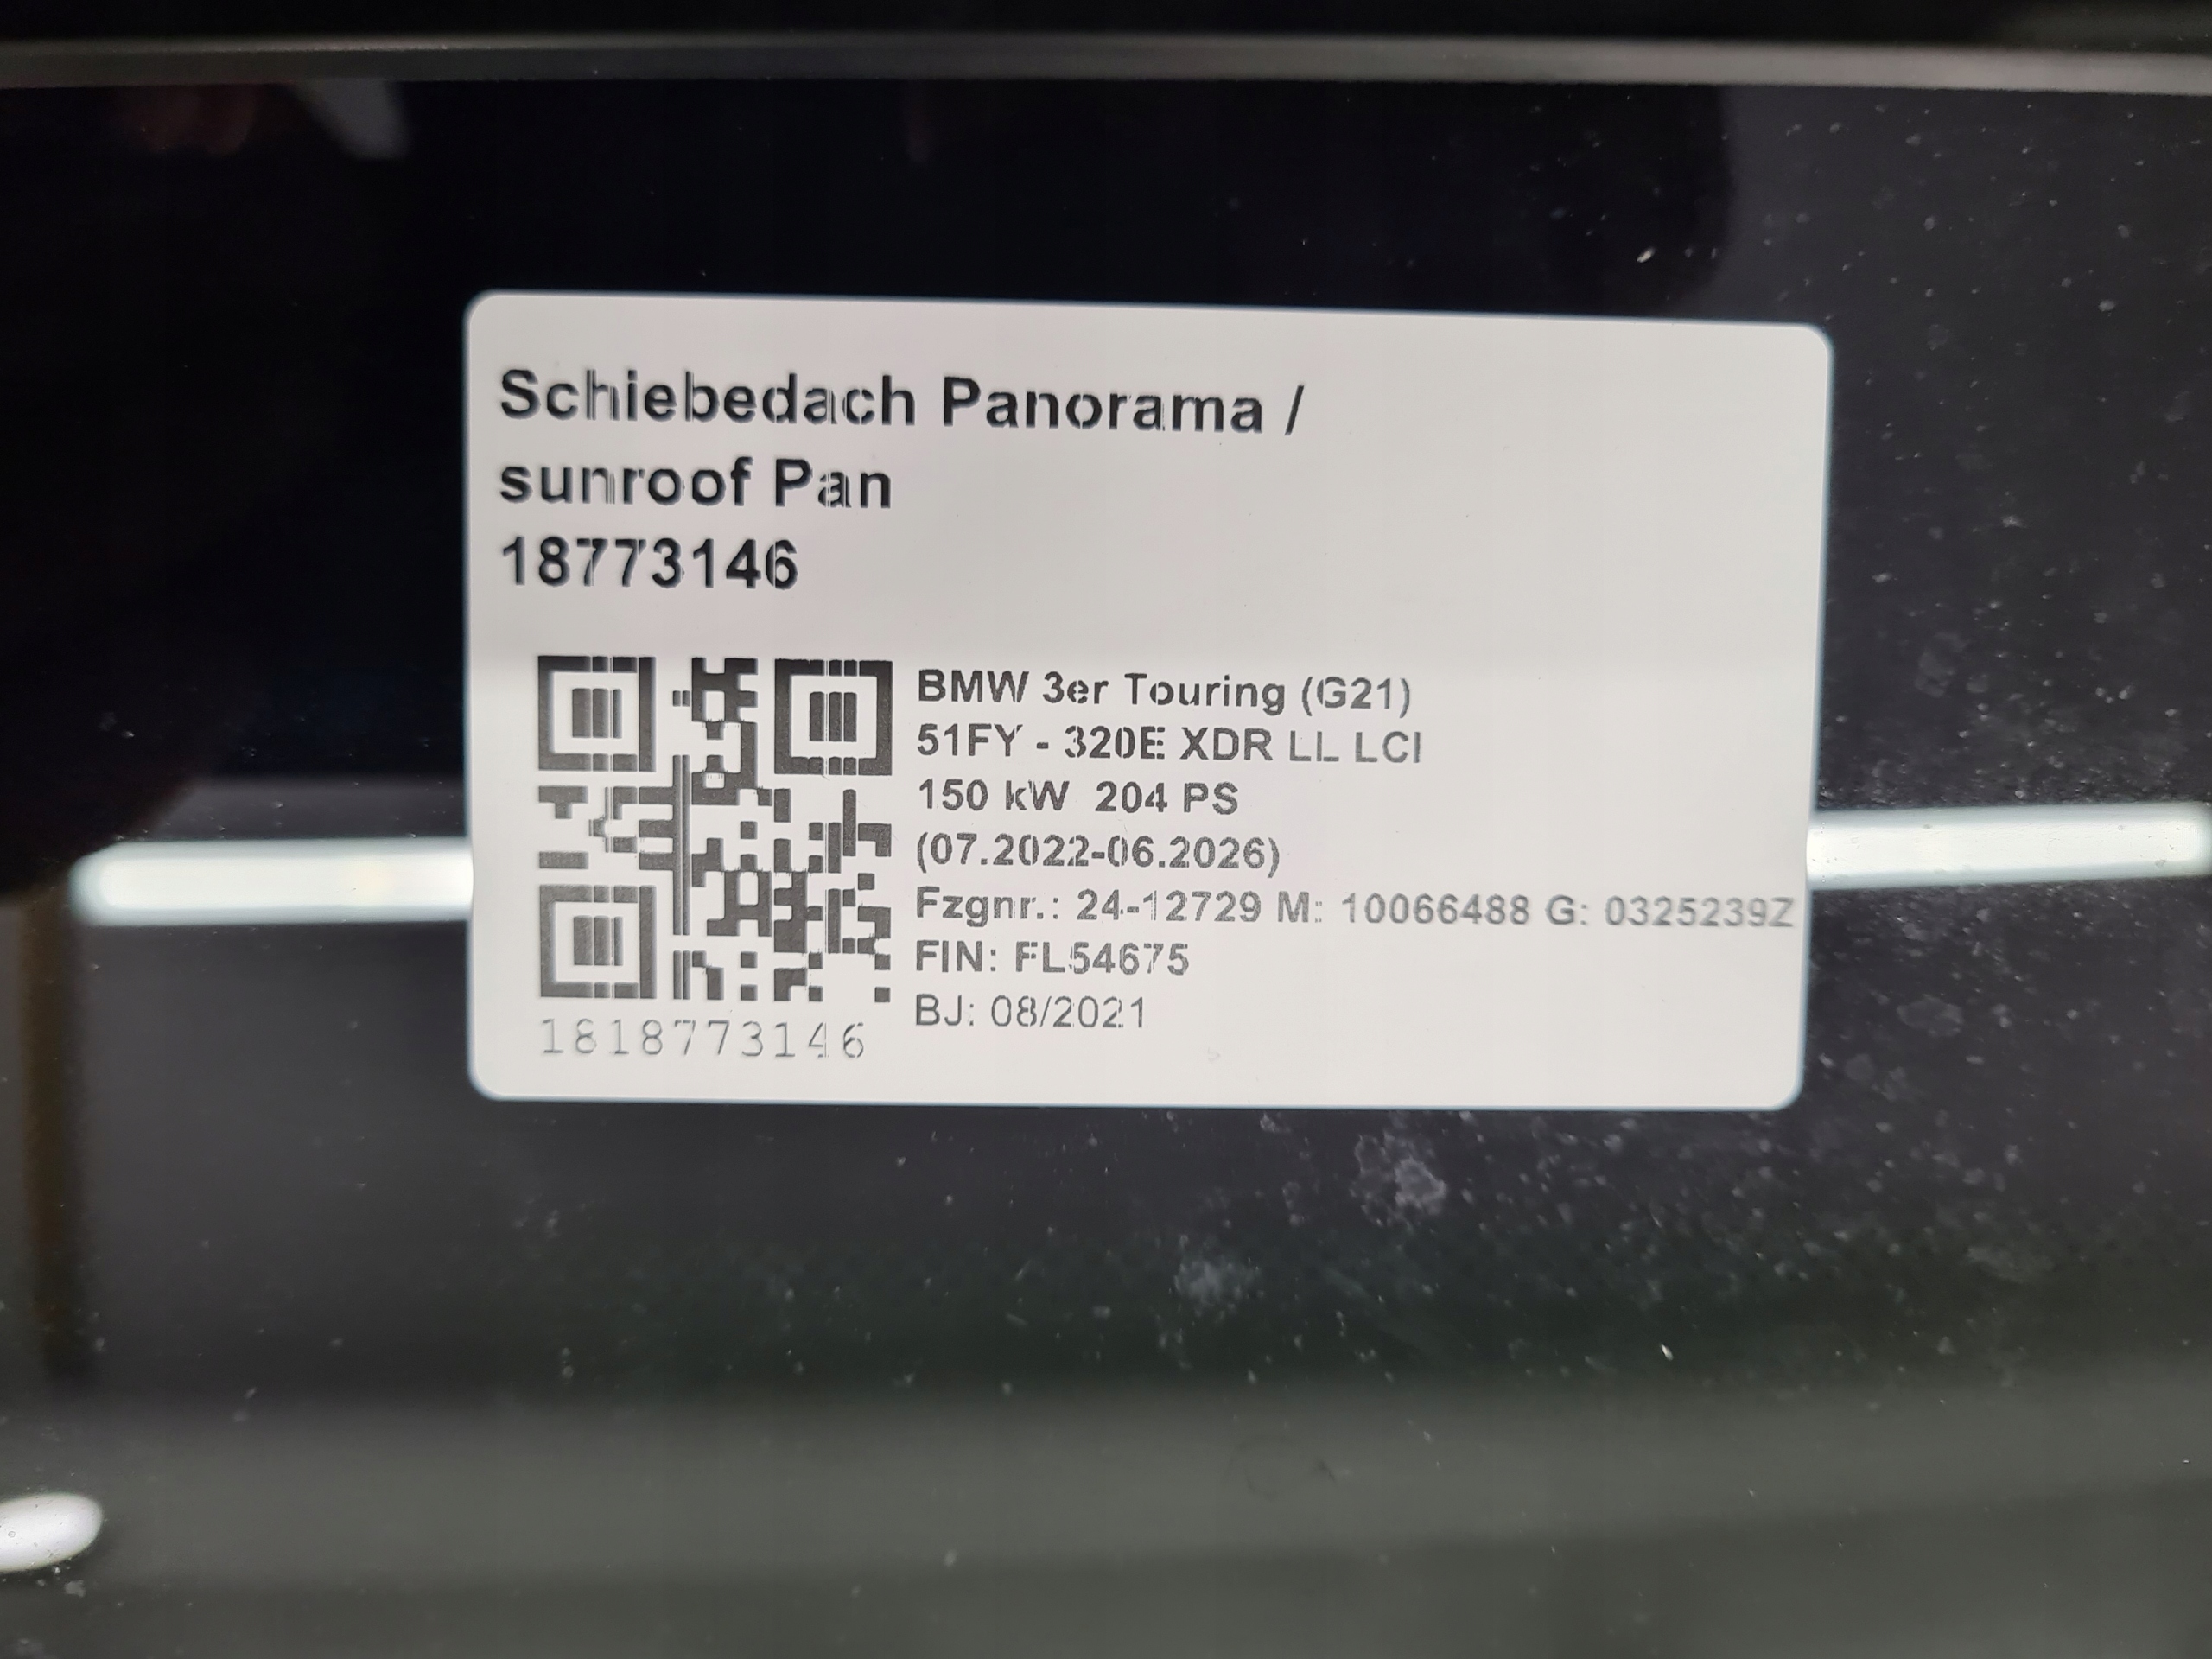 Schiebedach Panorama /
sunroof Pan
18773146
BMW 3er Touring (G21)
51FY - 320E XDR LL LCI
150 kW 204 PS
(07.2022-06.2026)
Fzgnr.: 24-12729 M: 10066488 G: 0325239Z
FIN: FL54675
BJ: 08/2021
1818773146